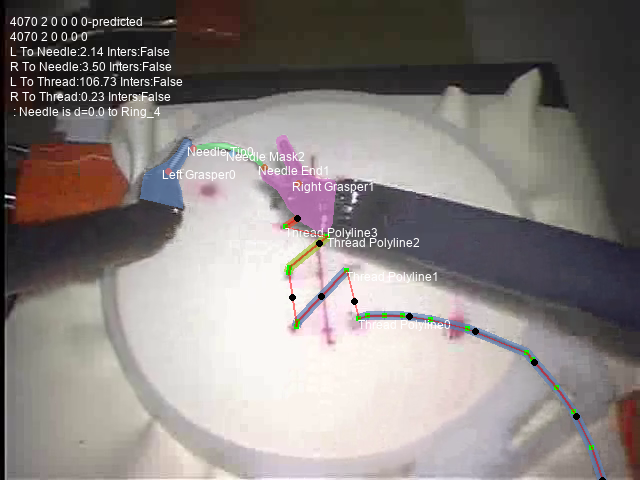 4070 2 0 0 0 0-predicted
4070 2 0 0 0 0
L To Needle:2.14 Inters:False
R To Needle:3.50 Inters:False
L To Thread:106.73 Inters:False
R To Thread:0.23 Inters:False
: Needle is d=0.0 to Ring_4
Needle Tip0
Needle Mask2
Needle End1
Left Grasper0
Right Grasper1
Thread Polyline3
Thread Polyline2
Thread Polyline1
Thread Polyline0